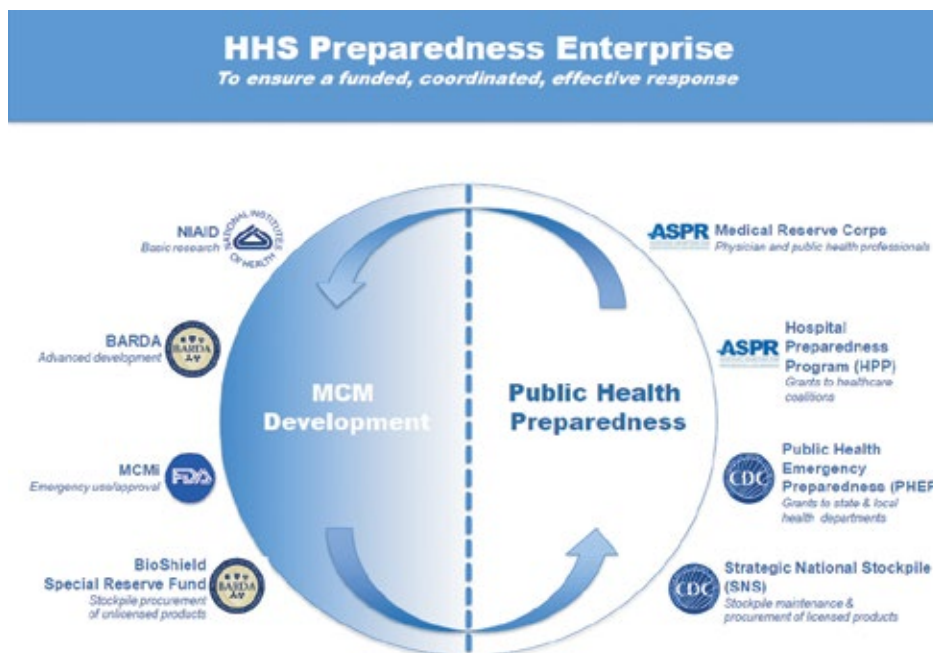 HHS Preparedness Enterprise
To ensure a funded, coordinated, effective response
NIAID
Basic research
NATIONAL INSTITUTES OF HEALTH
BARDA
Advanced development
BARDA
MCMi
Emergency use/approval
FDA
BioShield
Special Reserve Fund
Stockpile procurement
of unlicensed products
BARDA
MCM
Development
Public Health
Preparedness
ASPR
Medical Reserve Corps
Physician and public health professionals
ASPR
Hospital
Preparedness
Program (HPP)
Grants to healthcare
coalitions
CDC
Public Health
Emergency
Preparedness (PHEP
Grants to state & local
health departments
CDC
Strategic National Stockpile
(SNS)
Stockpile maintenance &
procurement of licensed products